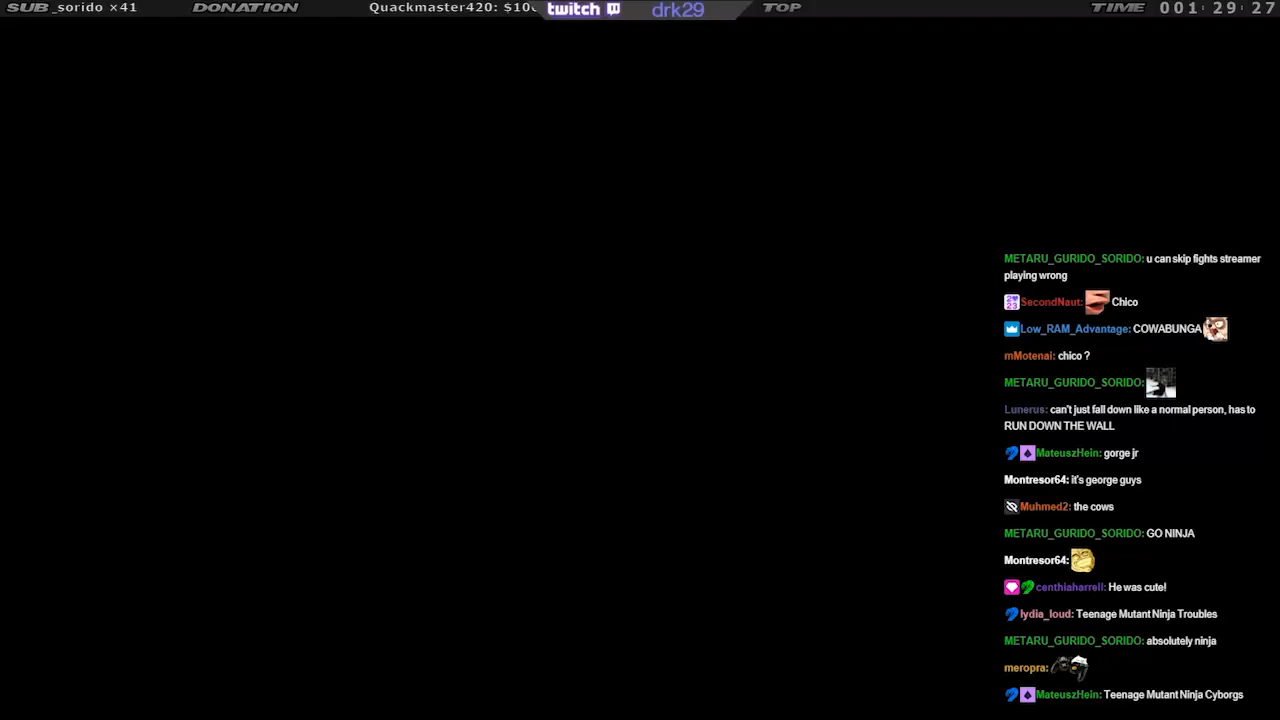 SUB _sorido ×41 DONATION Quackmaster420: $10 twitch drk29 TOP TIME 001:29:27
METARU_GURIDO_SORIDO: u can skip fights streamer
playing wrong
SecondNaut: Chico
Low_RAM_Advantage: COWABUNGA
mMotenai: chico ?
METARU_GURIDO_SORIDO:
Lunerus: can't just fall down like a normal person, has to
RUN DOWN THE WALL
MateuszHein: gorge jr
Montresor64: it's george guys
Muhmed2: the cows
METARU_GURIDO_SORIDO: GO NINJA
Montresor64:
centhiaharrell: He was cute!
lydia_loud: Teenage Mutant Ninja Troubles
METARU_GURIDO_SORIDO: absolutely ninja
meropra:
MateuszHein: Teenage Mutant Ninja Cyborgs